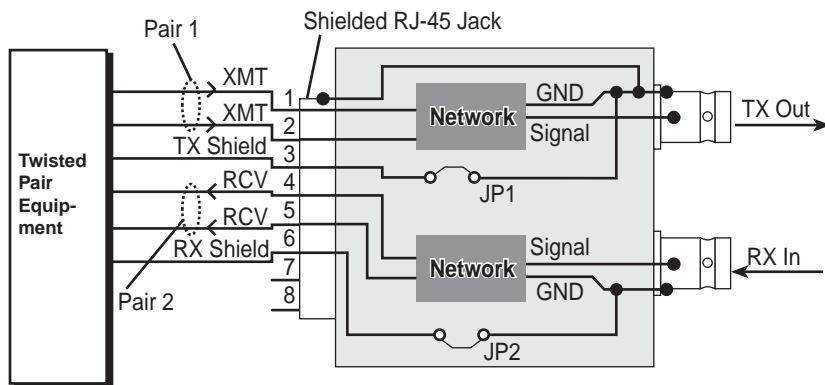 Shielded RJ-45 Jack
Pair 1
XMT
1
GND
TX Out
XMT
2
Network
Signal
TX Shield
3
Twisted
Pair
Equip-
ment
RCV
4
JP1
RCV
5
Signal
RX Shield
6
Network
RX In
7
GND
Pair 2
8
JP2